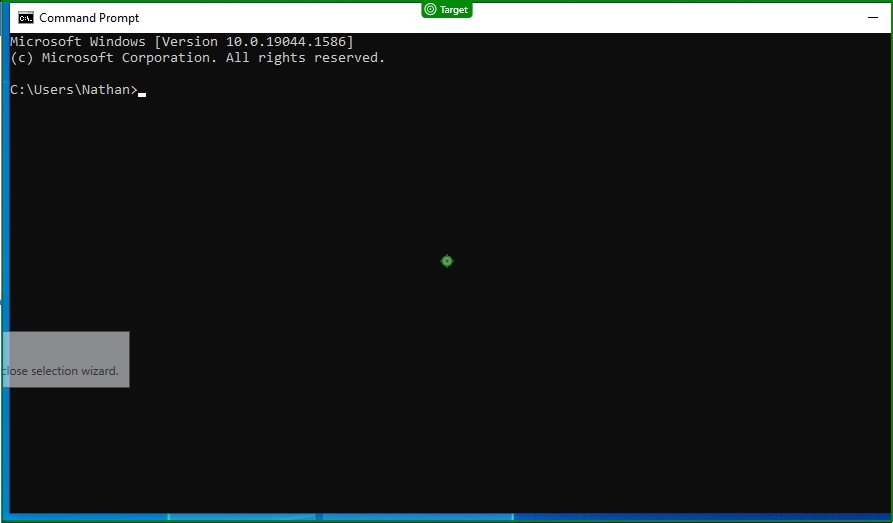 Target
Command Prompt
Microsoft Windows [Version 10.0.19044.1586]
(c) Microsoft Corporation. All rights reserved.
C:\Users\Nathan>
close selection wizard.